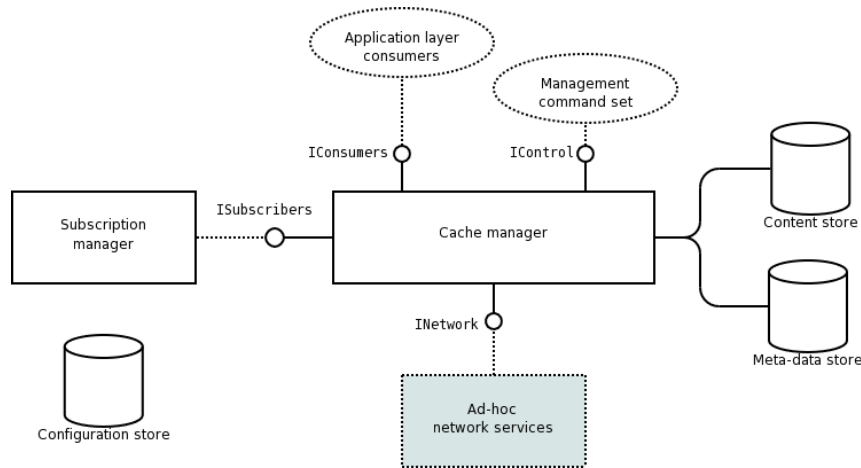 Application layer
consumers
Management
command set
IConsumers
IControl
Subscription
manager
ISubscribers
Cache manager
Content store
INetwork
Meta-data store
Ad-hoc
network services
Configuration store